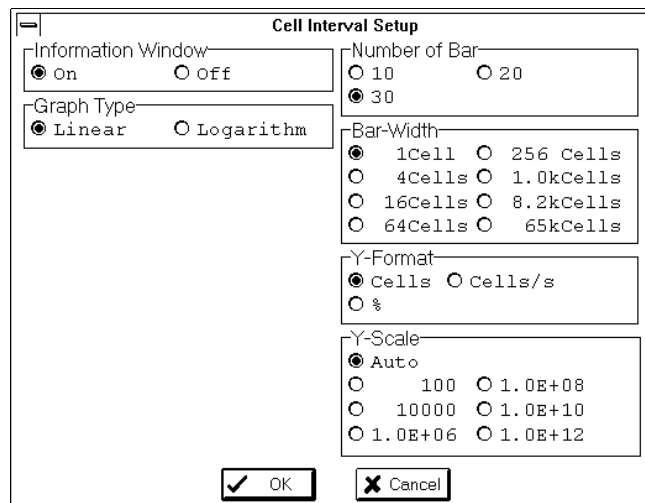 Cell Interval Setup
Information Window
On Off
Graph Type
Linear Logarithm
Number of Bar
10 20
30
Bar-Width
1Cell 256 Cells
4Cells 1.0kCells
16Cells 8.2kCells
64Cells 65kCells
Y-Format
Cells Cells/s
%
Y-Scale
Auto
100 1.0E+08
10000 1.0E+10
1.0E+06 1.0E+12
OK Cancel